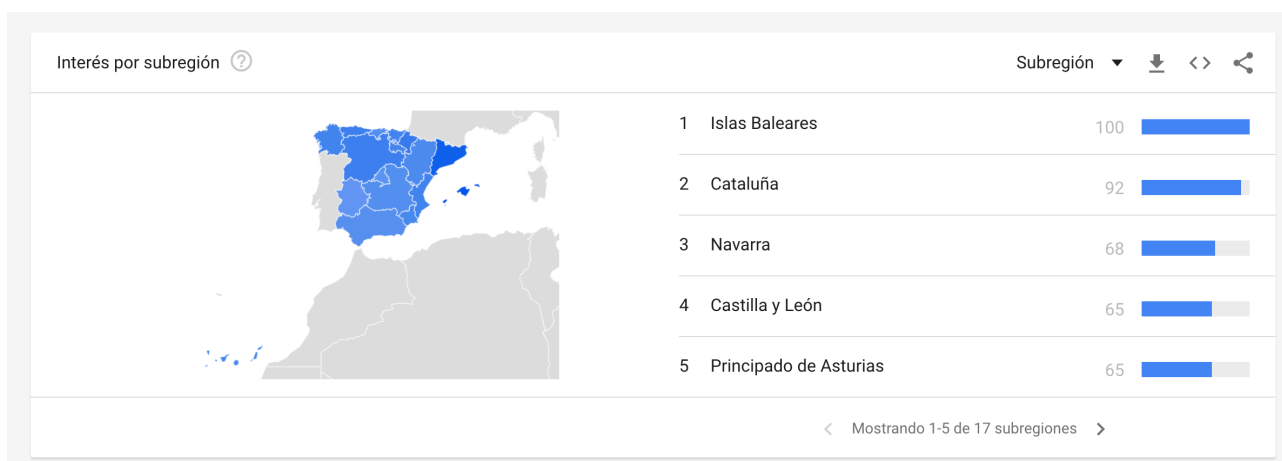 Interés por subregión
Subregión
1 Islas Baleares 100
2 Cataluña 92
3 Navarra 68
4 Castilla y León 65
5 Principado de Asturias 65
Mostrando 1-5 de 17 subregiones